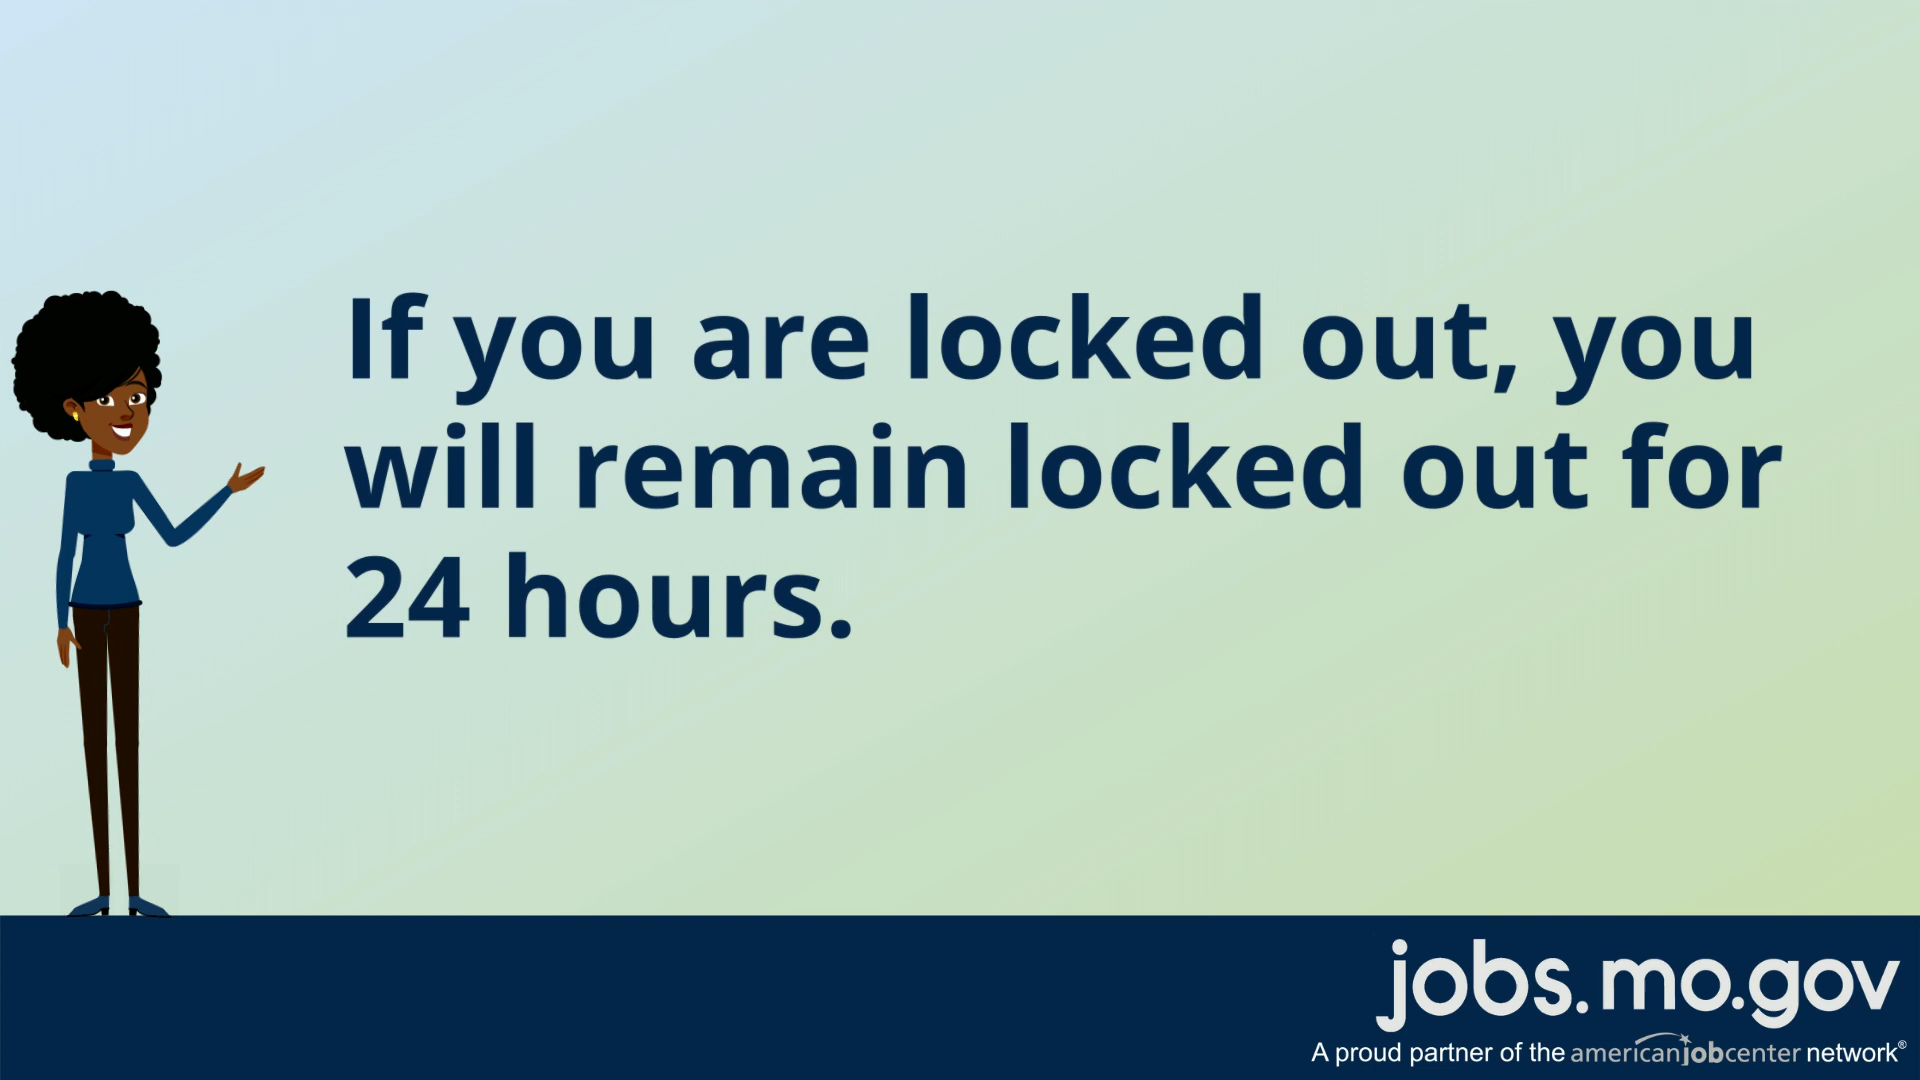 If you are locked out, you
will remain locked out for
24 hours.
jobs.mo.gov
A proud partner of the americanjobcenter network®